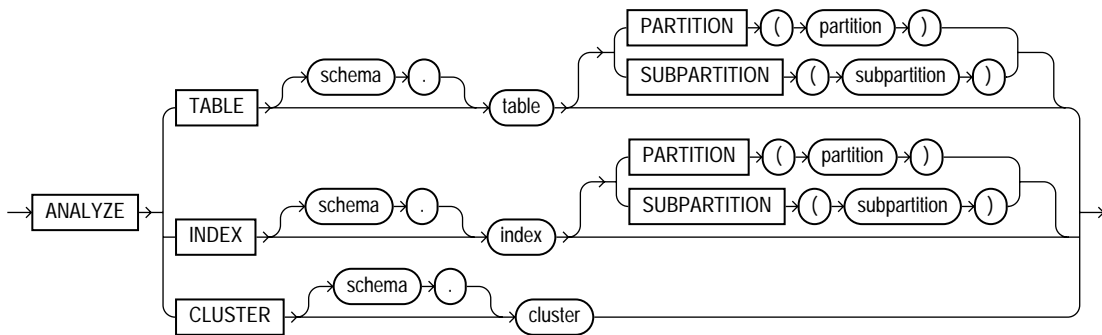 PARTITION ( partition )
schema . SUBPARTITION ( subpartition )
TABLE table
PARTITION ( partition )
ANALYZE schema . SUBPARTITION ( subpartition )
INDEX index
schema .
CLUSTER cluster